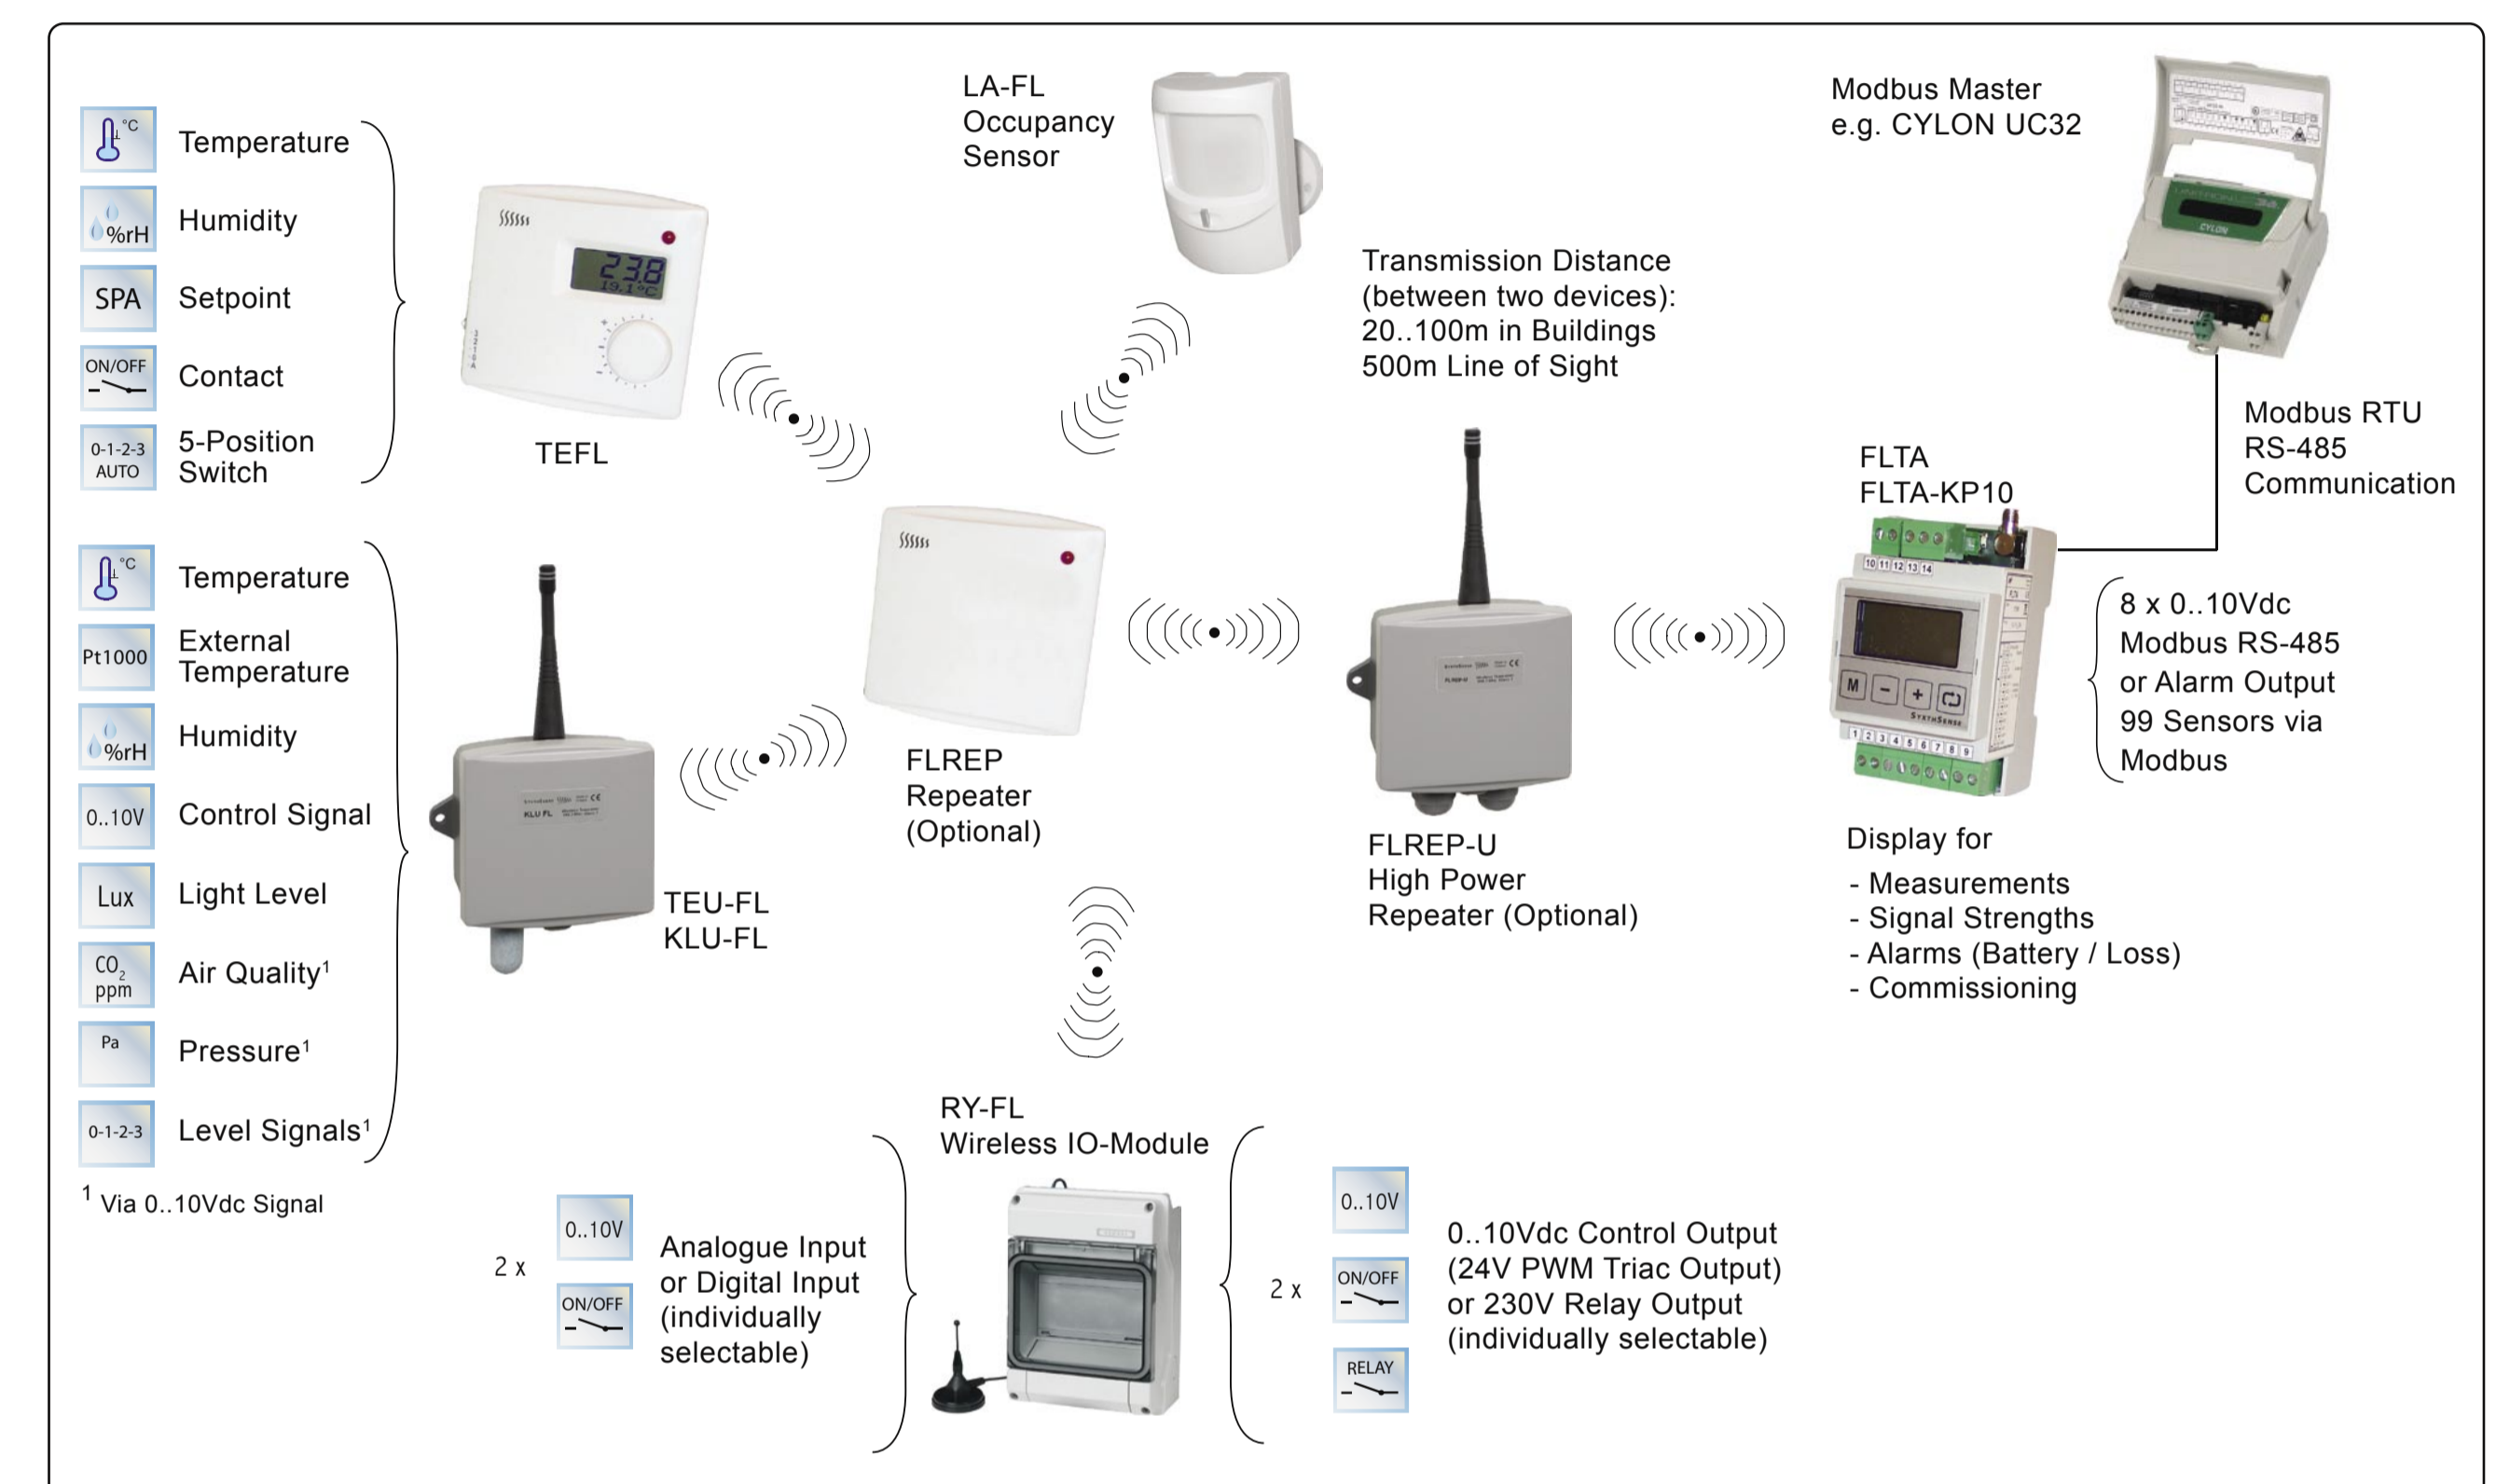 °C
Temperature
%rH
Humidity
SPA
Setpoint
ON/OFF
Contact
0-1-2-3
AUTO
5-Position
Switch
23.8
19.1°C
TEFL
LA-FL
Occupancy
Sensor
Transmission Distance
(between two devices):
20..100m in Buildings
500m Line of Sight
Modbus Master
e.g. CYLON UC32
CYLON
Modbus RTU
RS-485
Communication
°C
Temperature
Pt1000
External
Temperature
%rH
Humidity
0..10V
Control Signal
Lux
Light Level
CO2
ppm
Air Quality1
Pa
Pressure1
0-1-2-3
Level Signals1
1 Via 0..10Vdc Signal
KLU FL
TEU-FL
KLU-FL
FLREP
Repeater
(Optional)
FLREP-U
FLREP-U
High Power
Repeater (Optional)
FLTA
FLTA-KP10
10 11 12 13 14
M - +
SYNTHSENSE
1 2 3 4 5 6 7 8 9
8 x 0..10Vdc
Modbus RS-485
or Alarm Output
99 Sensors via
Modbus
Display for
- Measurements
- Signal Strengths
- Alarms (Battery / Loss)
- Commissioning
RY-FL
Wireless IO-Module
2 x
0..10V
ON/OFF
Analogue Input
or Digital Input
(individually
selectable)
2 x
0..10V
ON/OFF
RELAY
0..10Vdc Control Output
(24V PWM Triac Output)
or 230V Relay Output
(individually selectable)